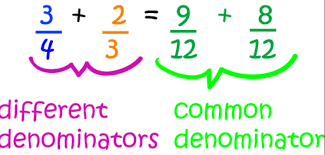 3/4 + 2/3 = 9/12 + 8/12
different common
denominators denominator